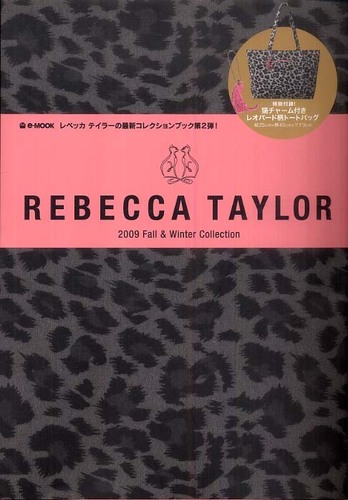 e-MOOK レベッカ テイラーの最新コレクションブック第2弾!
特別付録!
猿チャーム付き
レオパード柄トートバッグ
REBECCA TAYLOR
2009 Fall & Winter Collection